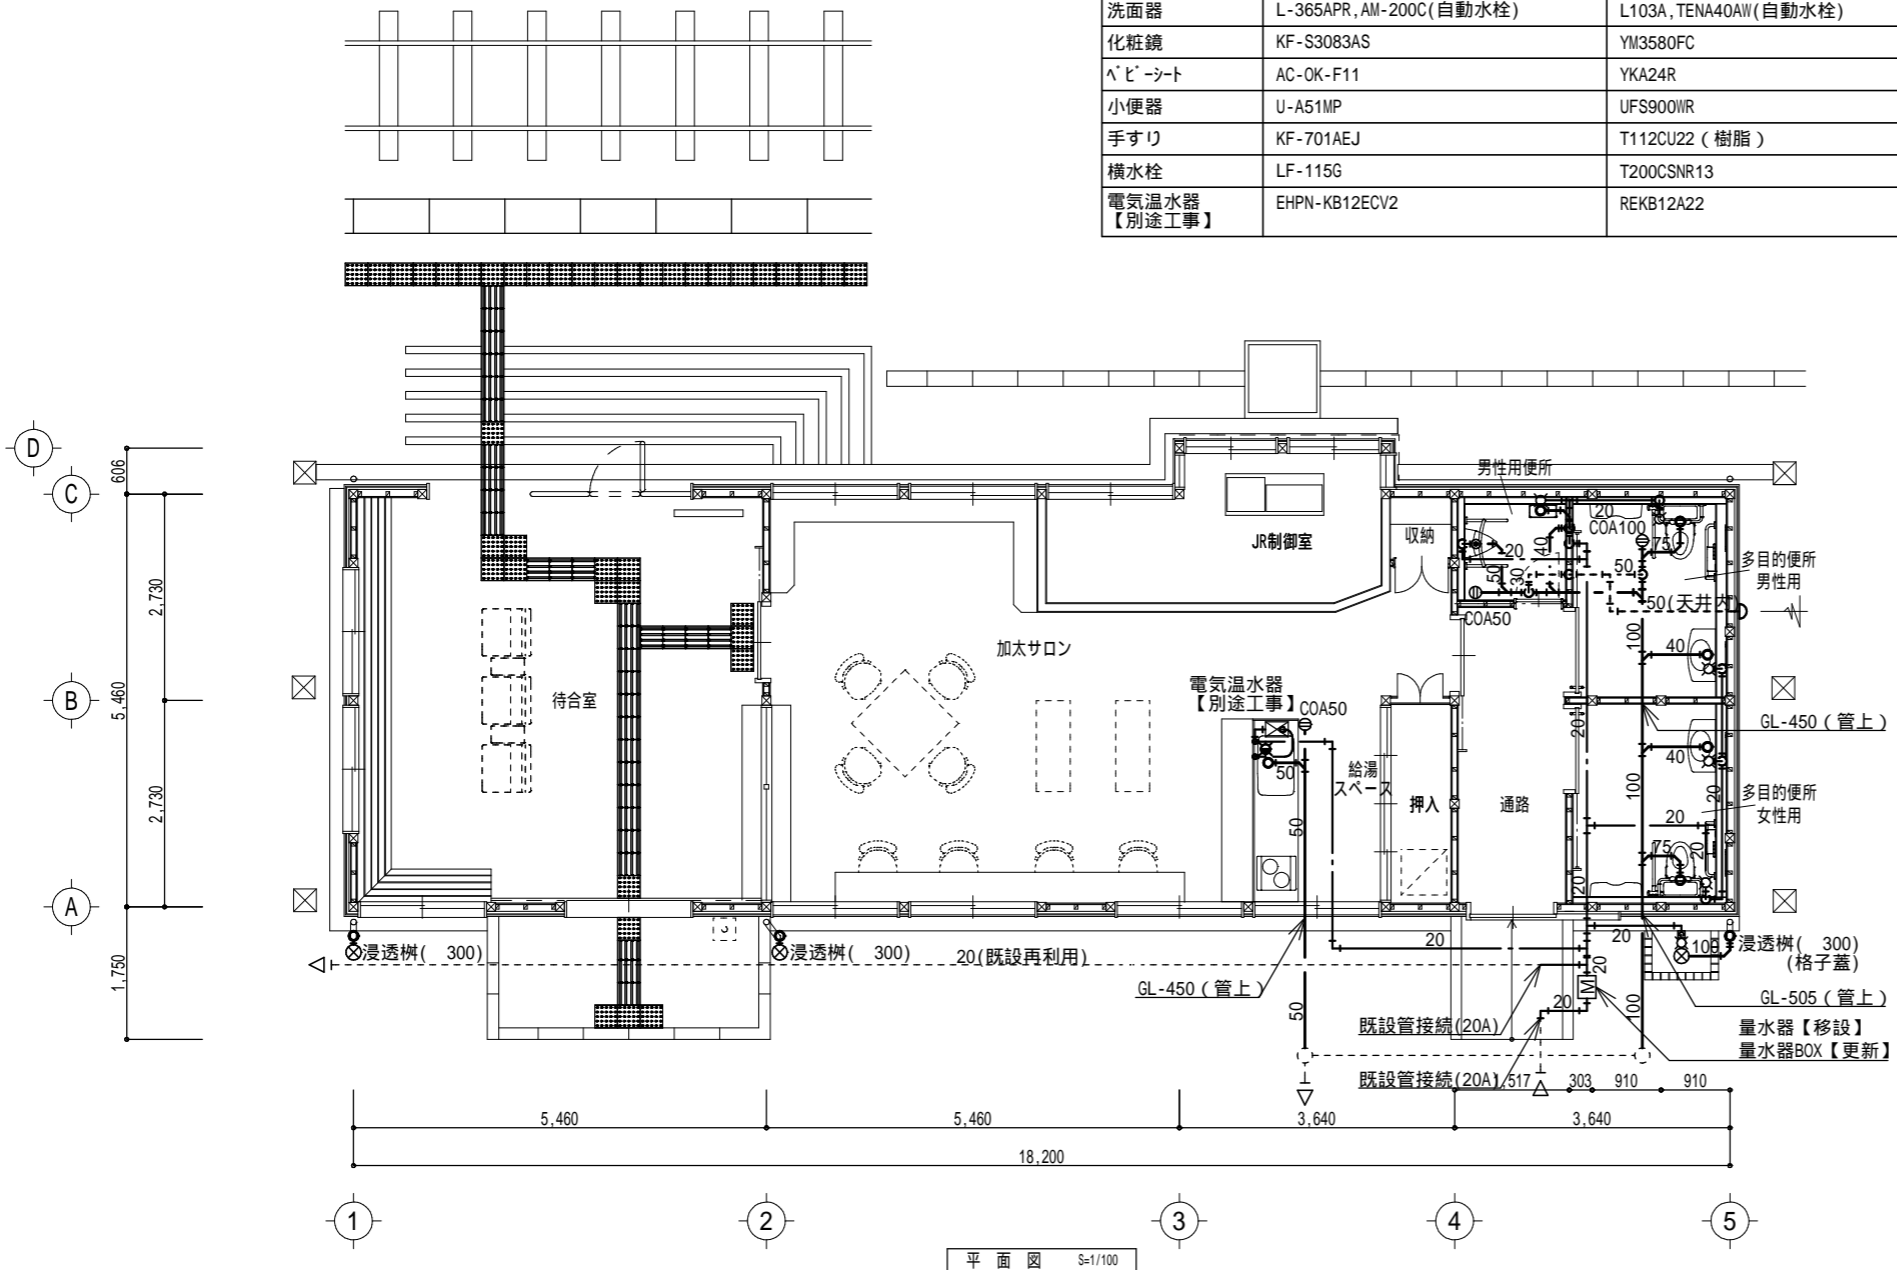 洗面器 L-365APR,AM-200C(自動水栓) L103A,TENA40AW(自動水栓)
化粧鏡 KF-S3083AS YM3580FC
ﾍﾞﾋﾞｰｼｰﾄ AC-OK-F11 YKA24R
小便器 U-A51MP UFS900WR
手すり KF-701AEJ T112CU22（樹脂）
横水栓 LF-115G T200CSNR13
電気温水器 EHPN-KB12ECV2 REKB12A22
【別途工事】
D
606
C
男性用便所
20
COA100
JR制御室
収納
20
40
75
多目的便所
男性用
50
50
30
50(天井内)
2,730
COA50
100
加太サロン
40
B
5,460
待合室
電気温水器
【別途工事】
COA50
20
GL-450（管上）
40
50
給湯
スペース
100
2,730
押入
通路
20
多目的便所
女性用
20
50
75
20
20
A
浸透桝(　300)
浸透桝(　300)
20(既設再利用)
20
20
100
浸透桝(　300)
(格子蓋)
1,750
20
GL-450（管上）
50
M
20
100
GL-505（管上）
既設管接続(20A)
量水器【移設】
量水器BOX【更新】
既設管接続(20A)
,517
303
910
910
5,460
5,460
3,640
3,640
18,200
1
2
3
4
5
平面図 S=1/100